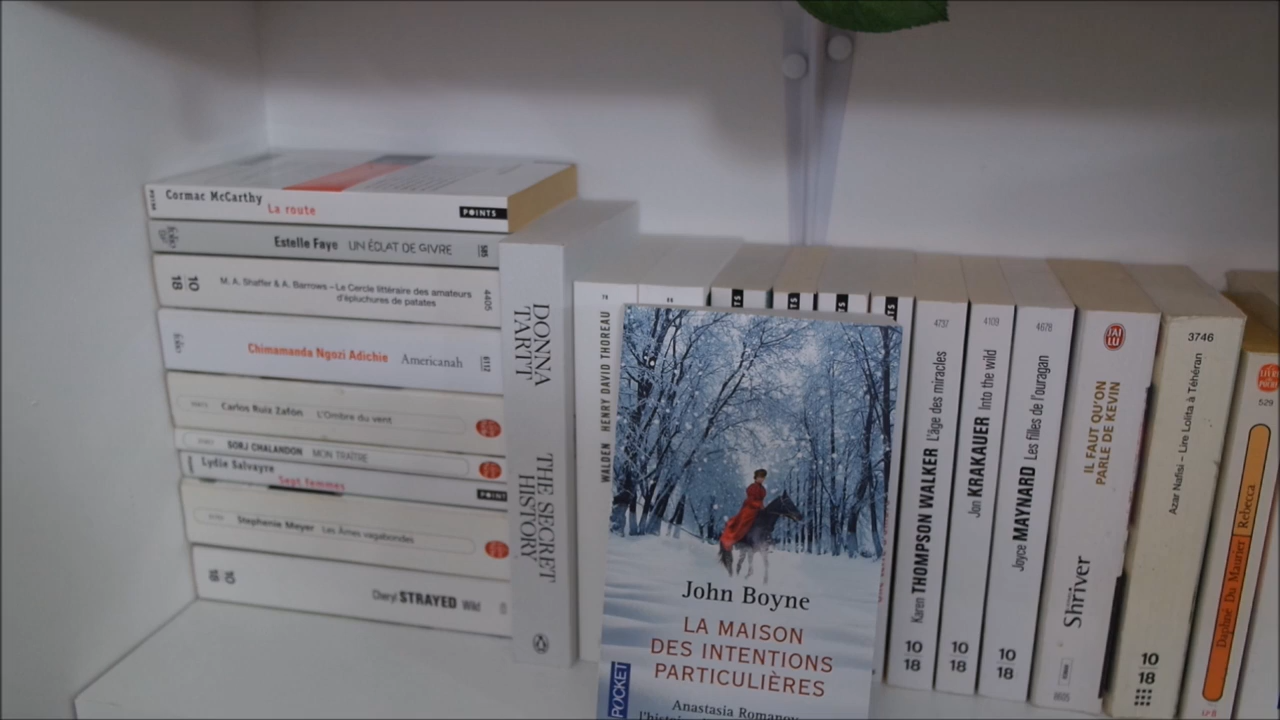 Cormac McCarthy
La route
POINTS
Estelle Faye UN ÉCLAT DE GIVRE
10
18
M. A. Shaffer & A. Barrows – Le Cercle littéraire des amateurs
d'épluchures de patates
4405
Chimamanda Ngozi Adichie Americanah
Carlos Ruiz Zafón L'Ombre du vent
SORJ CHALANDON MON TRAÎTRE
Lydie Salvayre
Sept femmes
POINT
Stephenie Meyer Les Âmes vagabondes
10
18
Cheryl STRAYED Wild
DONNA
TARTT
THE SECRET
HISTORY
WALDEN HENRY DAVID THOREAU
John Boyne
LA MAISON
DES INTENTIONS
PARTICULIÈRES
Anastasia Romanov
POCKET
4737
Karen THOMPSON WALKER L'âge des miracles
10
18
4109
Jon KRAKAUER Into the wild
10
18
4678
Joyce MAYNARD Les filles de l'ouragan
10
18
J'AI
LU
IL FAUT QU'ON
PARLE DE KEVIN
Shriver
3746
Azar Nafisi – Lire Lolita à Téhéran
10
18
529
Daphné Du Maurier Rebecca